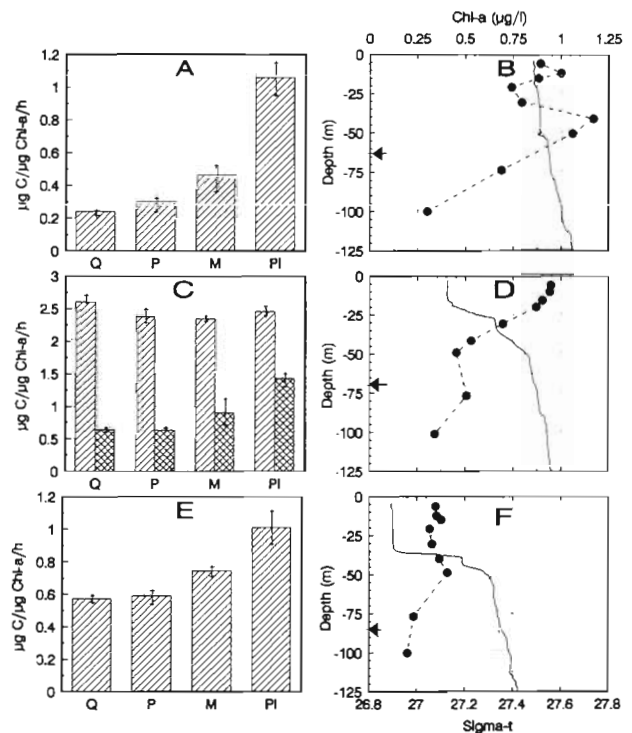 Chl-a (µg/l)
0 0.25 0.5 0.75 1 1.25
A
µg C/µg Chl-a/h
1.2
1
0.8
0.6
0.4
0.2
0
Q P M Pl
B
Depth (m)
0
-25
-50
-75
-100
-125
C
µg C/µg Chl-a/h
3
2.5
2
1.5
1
0.5
0
Q P M Pl
D
Depth (m)
0
-25
-50
-75
-100
-125
E
µg C/µg Chl-a/h
1.2
1
0.8
0.6
0.4
0.2
0
Q P M Pl
F
Depth (m)
0
-25
-50
-75
-100
-125
26.8 27 27.2 27.4 27.6 27.8
Sigma-t